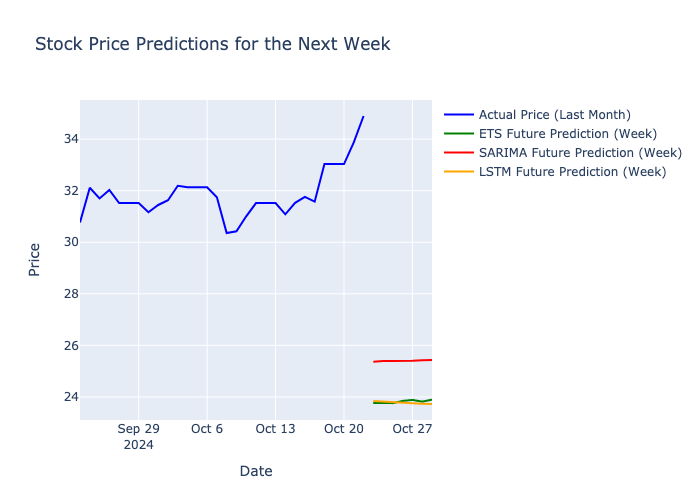 Stock Price Predictions for the Next Week
Actual Price (Last Month)
ETS Future Prediction (Week)
SARIMA Future Prediction (Week)
LSTM Future Prediction (Week)
Price
34
32
30
28
26
24
Sep 29
2024
Oct 6
Oct 13
Oct 20
Oct 27
Date